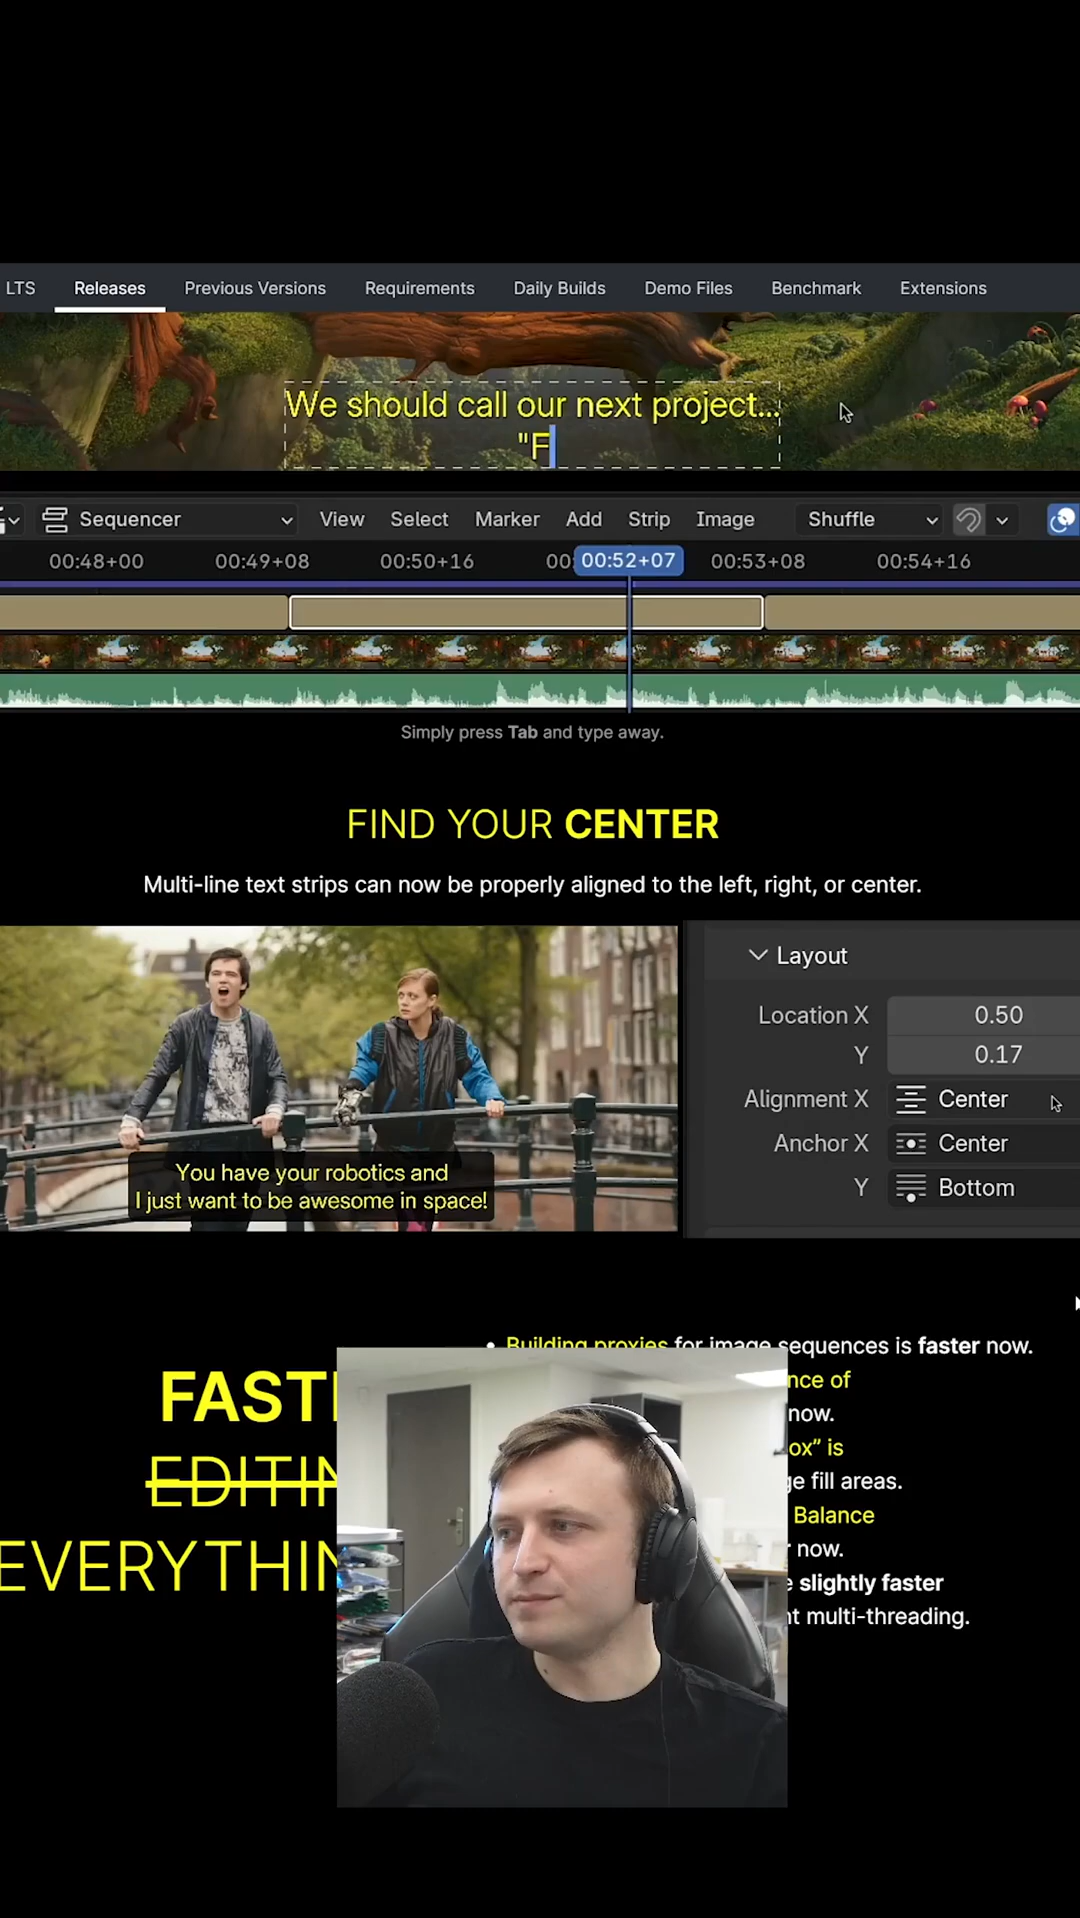 LTS Releases Previous Versions Requirements Daily Builds Demo Files Benchmark Extensions
We should call our next project...
"F
Sequencer View Select Marker Add Strip Image Shuffle
00:48+00 00:49+08 00:50+16 00: 00:52+07 00:53+08 00:54+16
Simply press Tab and type away.
FIND YOUR CENTER
Multi-line text strips can now be properly aligned to the left, right, or center.
You have your robotics and
I just want to be awesome in space!
Layout
Location X 0.50
Y 0.17
Alignment X Center
Anchor X Center
Y Bottom
FAST
EDITIN
EVERYTHIN
• Building proxies for image sequences is faster now.
nce of
now.
ox” is
ge fill areas.
Balance
now.
slightly faster
nt multi-threading.